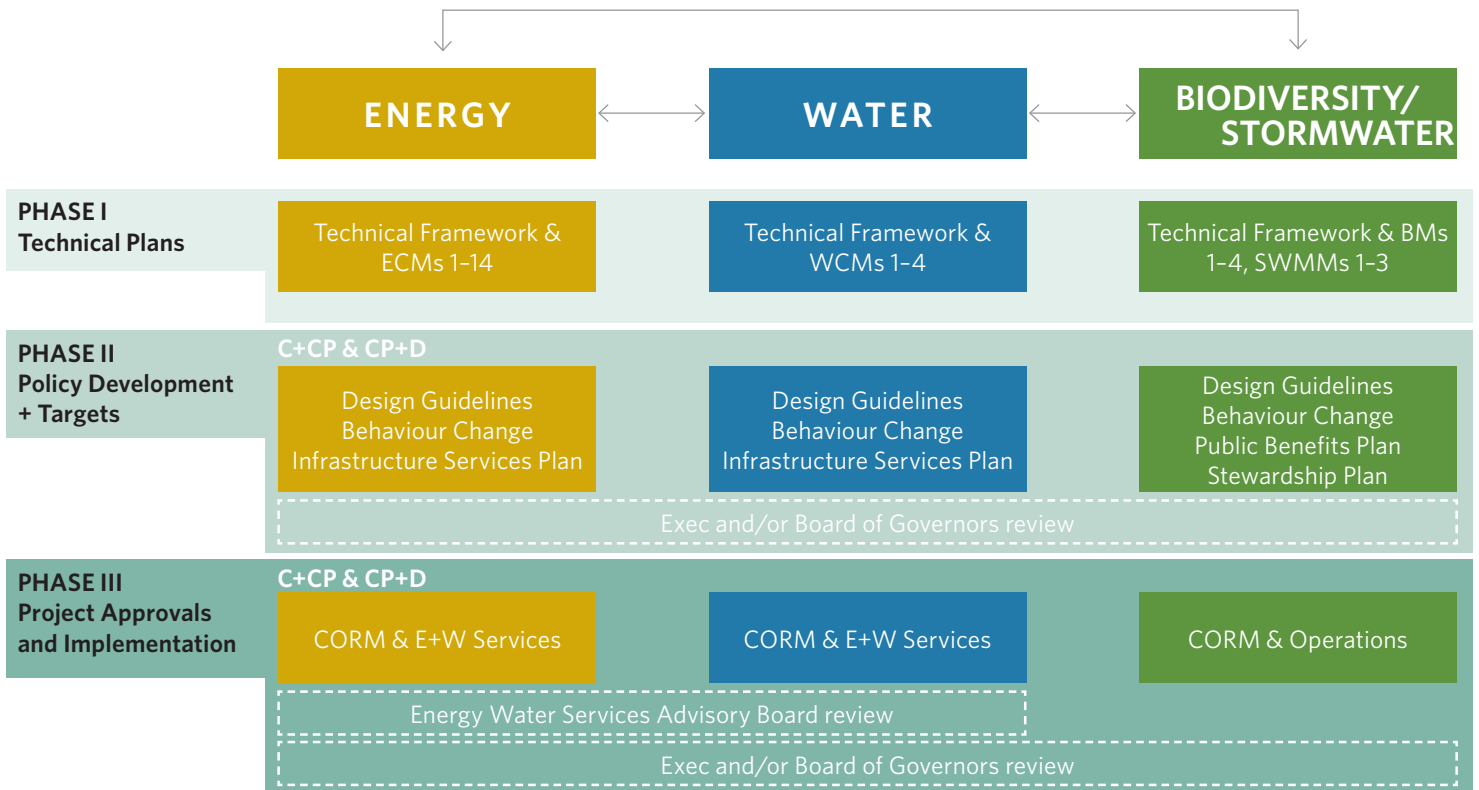 ENERGY
WATER
BIODIVERSITY/
STORMWATER
PHASE I
Technical Plans
Technical Framework &
ECMs 1–14
Technical Framework &
WCMs 1–4
Technical Framework & BMs
1–4, SWMMs 1–3
PHASE II
Policy Development
+ Targets
C+CP & CP+D
Design Guidelines
Behaviour Change
Infrastructure Services Plan
Design Guidelines
Behaviour Change
Infrastructure Services Plan
Design Guidelines
Behaviour Change
Public Benefits Plan
Stewardship Plan
Exec and/or Board of Governors review
PHASE III
Project Approvals
and Implementation
C+CP & CP+D
CORM & E+W Services
CORM & E+W Services
CORM & Operations
Energy Water Services Advisory Board review
Exec and/or Board of Governors review